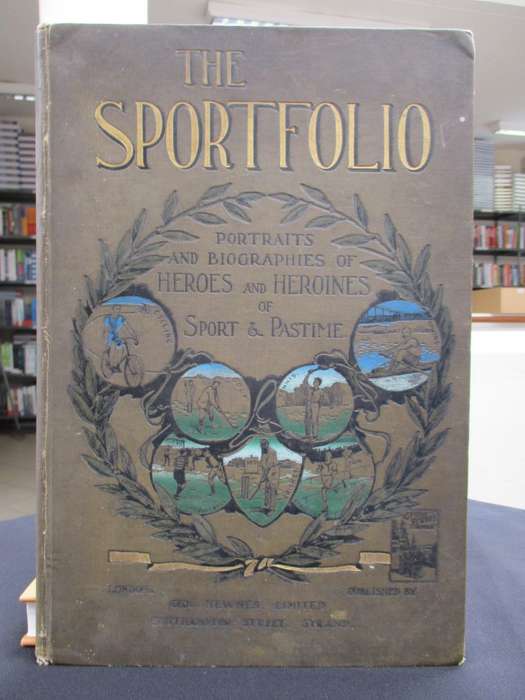 THE
SPORTFOLIO
PORTRAITS
AND BIOGRAPHIES OF
HEROES AND HEROINES
OF
SPORT & PASTIME
CYCLING
LONDON, PUBLISHED BY
GEO. NEWNES LIMITED
SOUTHAMPTON STREET, STRAND.